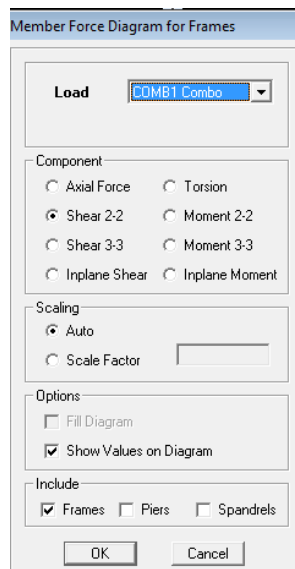 Member Force Diagram for Frames
Load COMB1 Combo
Component
Axial Force Torsion
Shear 2-2 Moment 2-2
Shear 3-3 Moment 3-3
Inplane Shear Inplane Moment
Scaling
Auto
Scale Factor
Options
Fill Diagram
Show Values on Diagram
Include
Frames Piers Spandrels
OK Cancel